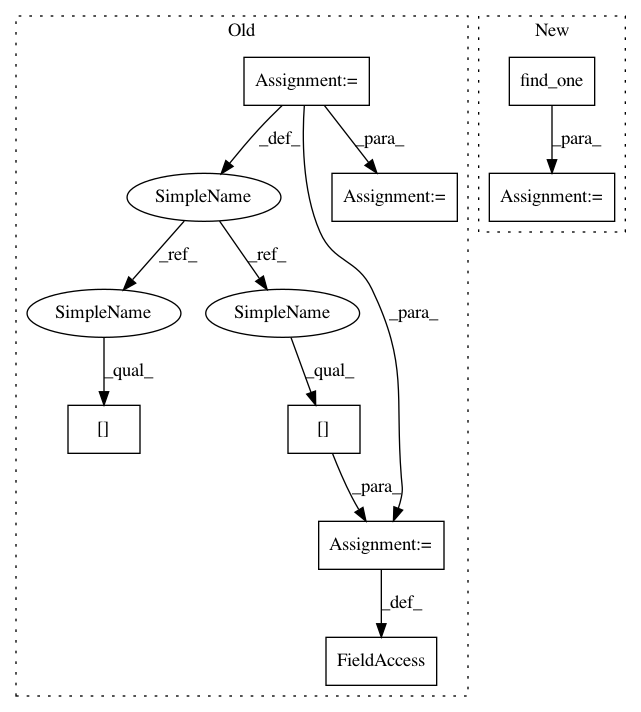 Old
New
Assignment:=
find_one
_def_
_para_
_para_
SimpleName
Assignment:=
Assignment:=
_ref_
_ref_
SimpleName
SimpleName
_para_
_qual_
_qual_
[]
[]
_para_
Assignment:=
_def_
FieldAccess